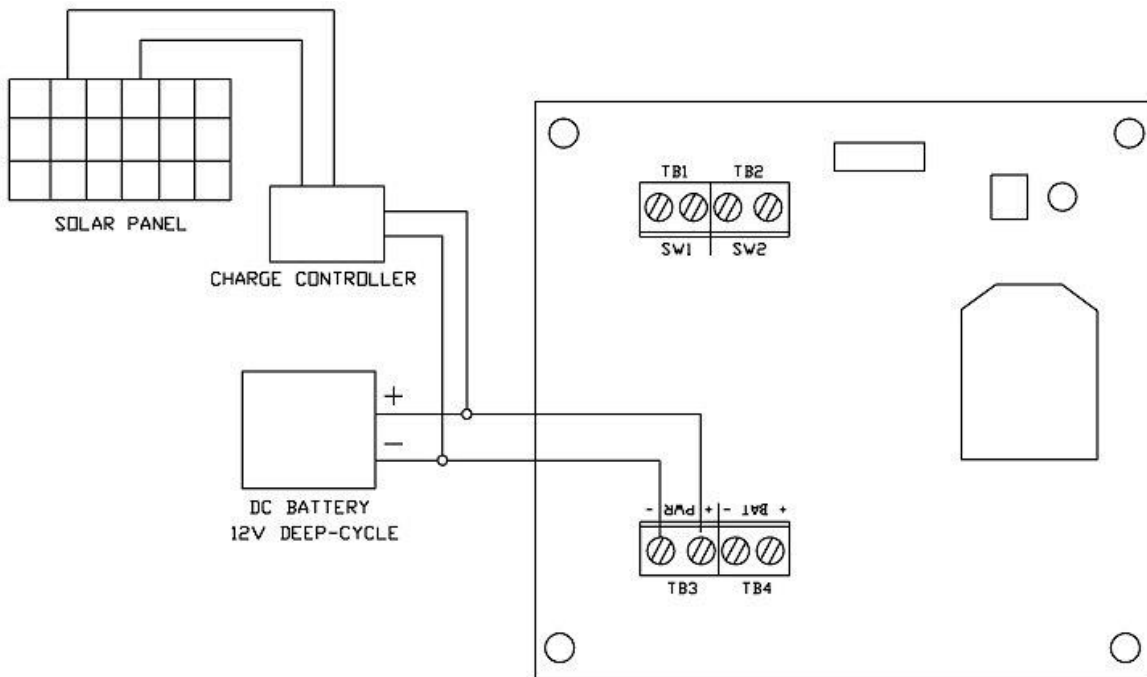 SOLAR PANEL
CHARGE CONTROLLER
+
−
DC BATTERY
12V DEEP-CYCLE
TB1 TB2
SW1 SW2
- PWR + - BAT +
TB3 TB4